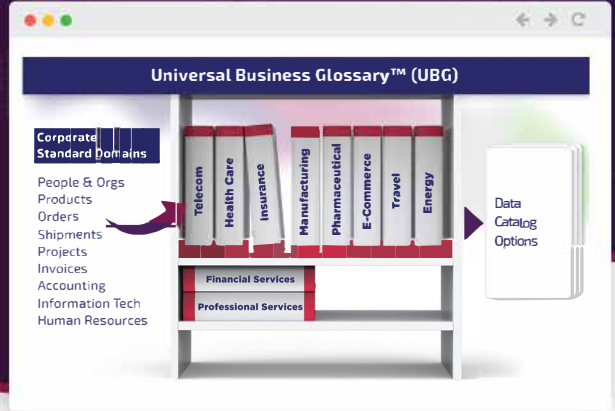 Universal Business Glossary™ (UBG)
Corporate
Standard Domains
People & Orgs
Products
Orders
Shipments
Projects
Invoices
Accounting
Information Tech
Human Resources
Telecom
Health Care
Insurance
Manufacturing
Pharmaceutical
E-Commerce
Travel
Energy
Financial Services
Professional Services
Data
Catalog
Options